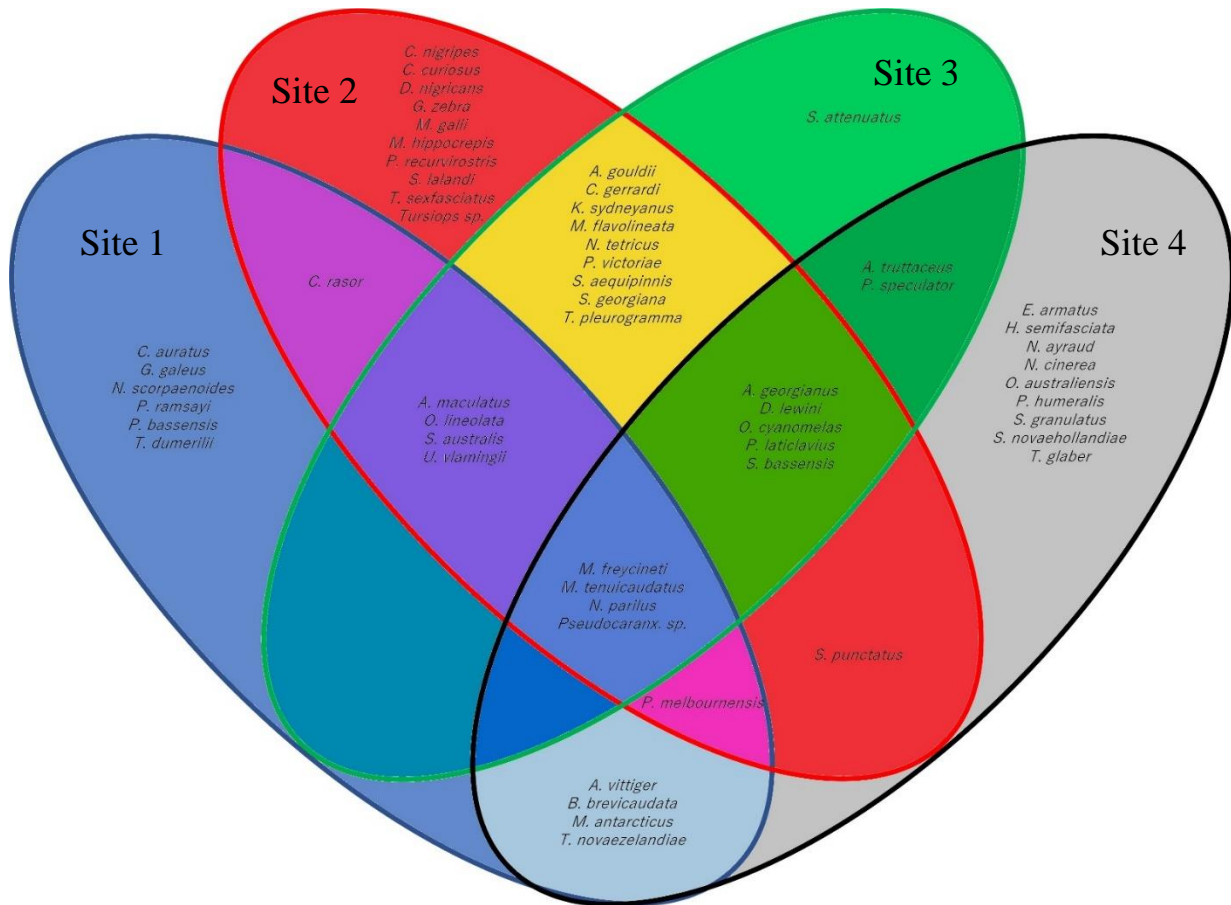 Site 2
C. nigripes
C. curiosus
D. nigricans
G. zebra
M. galii
M. hippocrepis
P. recurvirostris
S. lalandi
T. sexfasciatus
Tursiops sp.
Site 3
S. attenuatus
Site 1
C. rasor
A. gouldii
C. gerrardi
K. sydneyanus
M. flavolineata
N. tetricus
P. victoriae
S. aequipinnis
S. georgiana
T. pleurogramma
A. truttaceus
P. speculator
Site 4
E. armatus
H. semifasciata
N. ayraud
N. cinerea
O. australiensis
P. humeralis
S. granulatus
S. novaehollandiae
T. glaber
C. auratus
G. galeus
N. scorpaenoides
P. ramsayi
P. bassensis
T. dumerilii
A. maculatus
O. lineolata
S. australis
U. vlamingii
A. georgianus
D. lewini
O. cyanomelas
P. laticlavius
S. bassensis
M. freycineti
M. tenuicaudatus
N. parilus
Pseudocaranx. sp.
S. punctatus
P. melbournensis
A. vittiger
B. brevicaudata
M. antarcticus
T. novaezelandiae